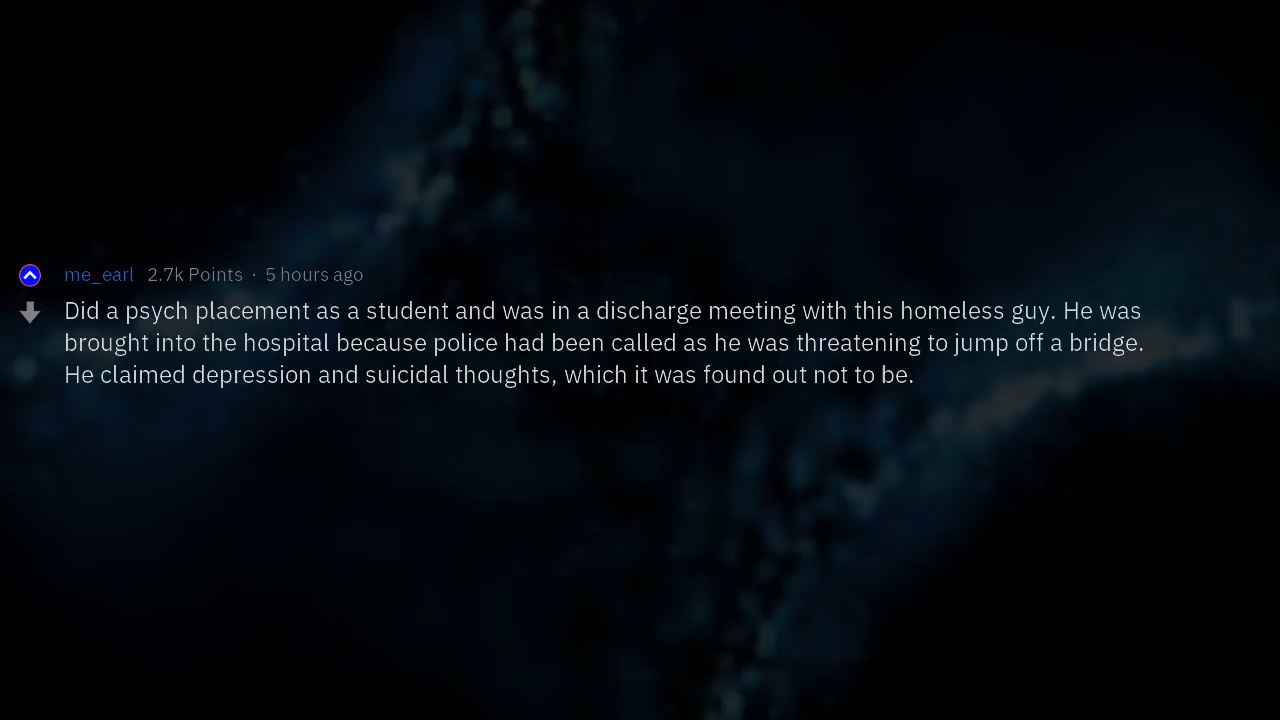 me_earl 2.7k Points · 5 hours ago
Did a psych placement as a student and was in a discharge meeting with this homeless guy. He was
brought into the hospital because police had been called as he was threatening to jump off a bridge.
He claimed depression and suicidal thoughts, which it was found out not to be.